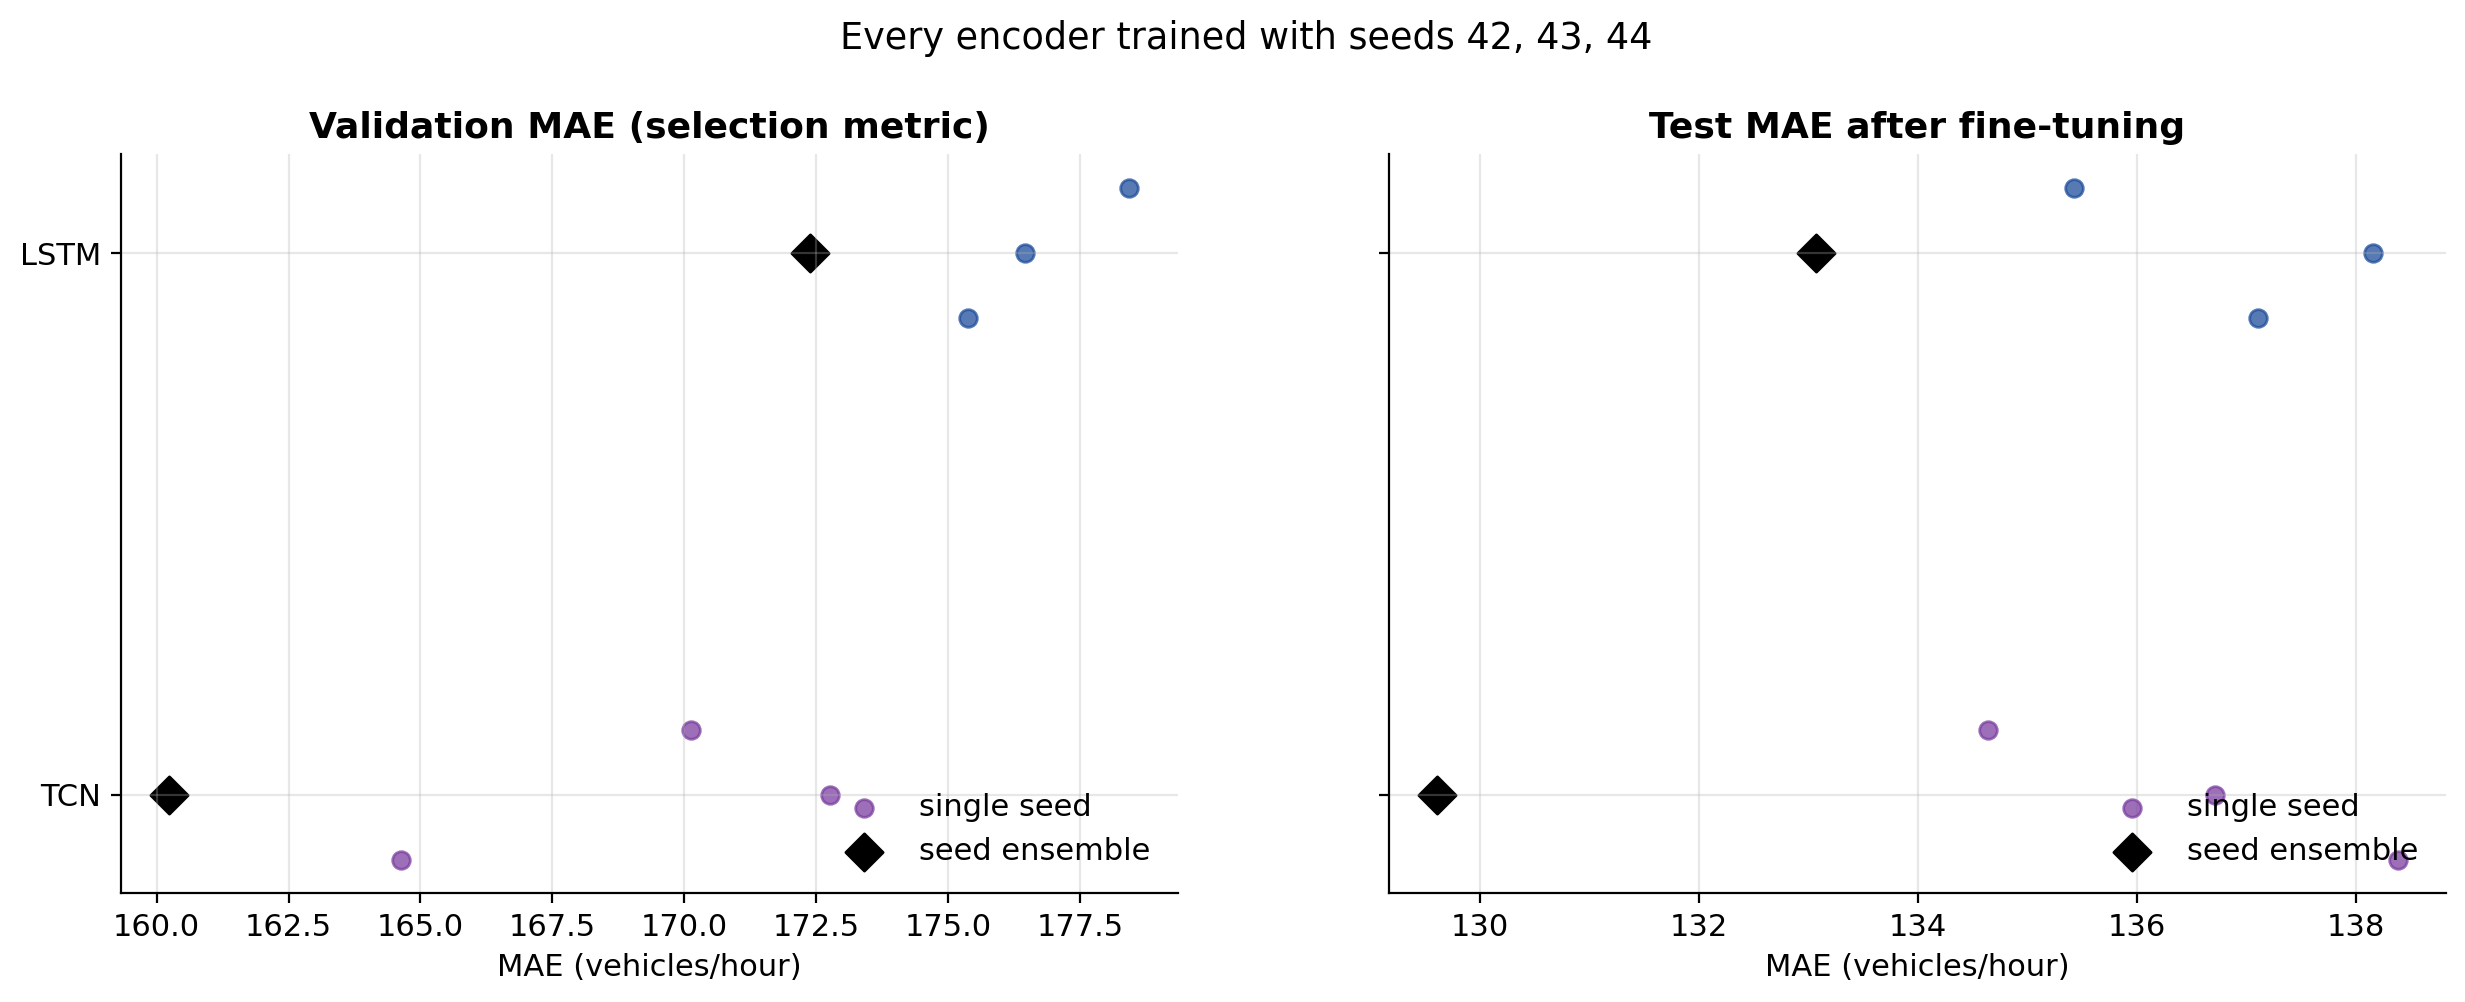 Every encoder trained with seeds 42, 43, 44
Validation MAE (selection metric)
LSTM
TCN
single seed
seed ensemble
160.0 162.5 165.0 167.5 170.0 172.5 175.0 177.5
MAE (vehicles/hour)
Test MAE after fine-tuning
single seed
seed ensemble
130 132 134 136 138
MAE (vehicles/hour)